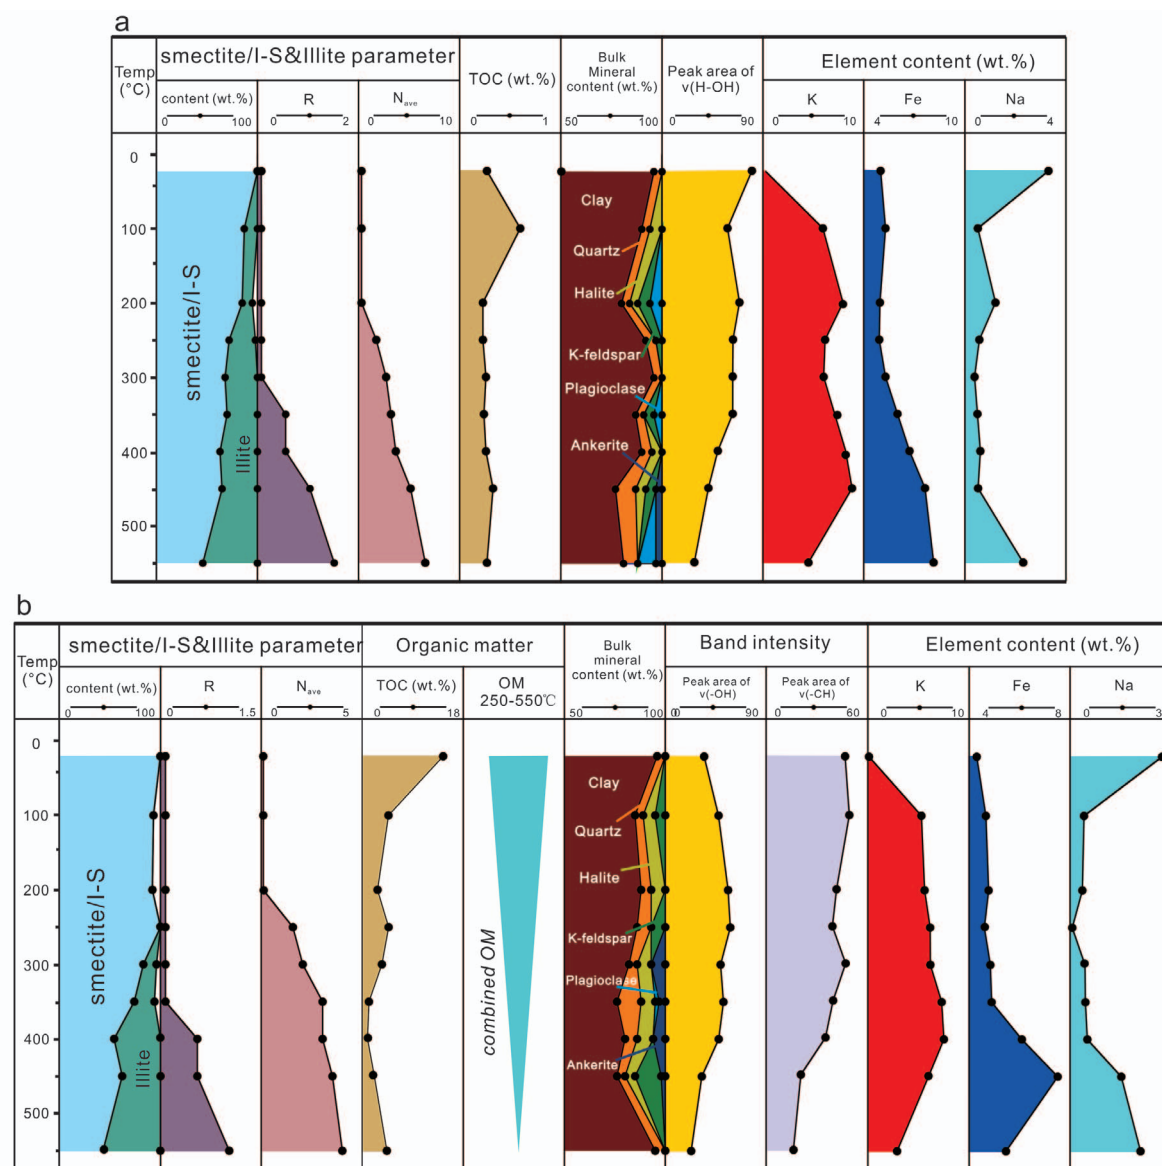 a
smectite/I-S&Illite parameter
Element content (wt.%)
Temp
(°C)
TOC (wt.%)
Bulk
Mineral
content (wt.%)
Peak area of
v(H-OH)
content (wt.%)
R
Nave
K
Fe
Na
0 100
0 2
0 10
0 1
50 100
0 90
0 10
4 10
0 4
0
100
200
300
400
500
smectite/I-S
Illite
Clay
Quartz
Halite
K-feldspar
Plagioclase
Ankerite
b
smectite/I-S&Illite parameter
Organic matter
Bulk
mineral
content (wt.%)
Band intensity
Element content (wt.%)
Temp
(°C)
content (wt.%)
R
Nave
TOC (wt.%)
OM
250-550℃
Peak area of
v(-OH)
Peak area of
v(-CH)
K
Fe
Na
0 100
0 1.5
0 5
0 18
50 100
0 90
0 60
0 10
4 8
0 3
0
100
200
300
400
500
smectite/I-S
Illite
combined OM
Clay
Quartz
Halite
K-feldspar
Plagioclase
Ankerite